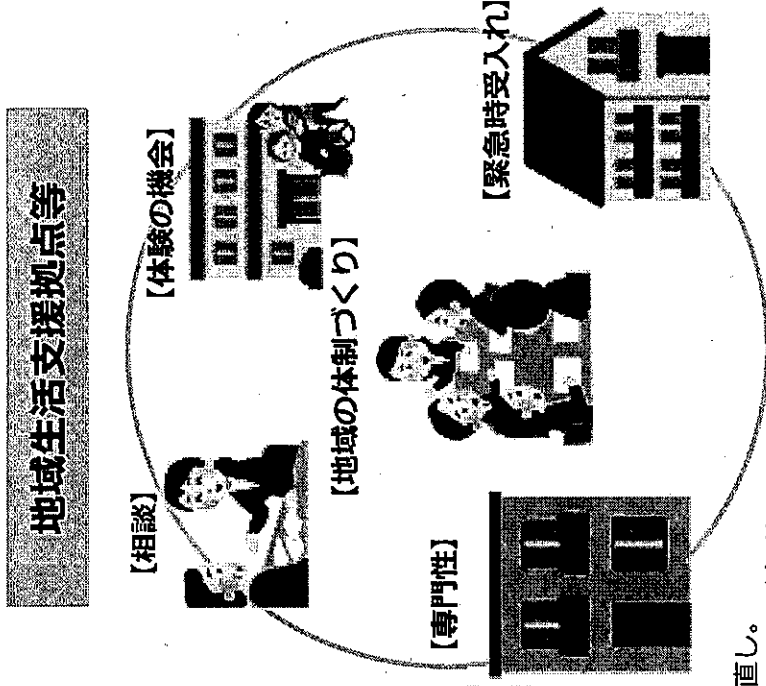 地域生活支援拠点等
【相談】
【体験の機会】
【地域の体制づくり】
【専門性】
【緊急時受入れ】
直し。